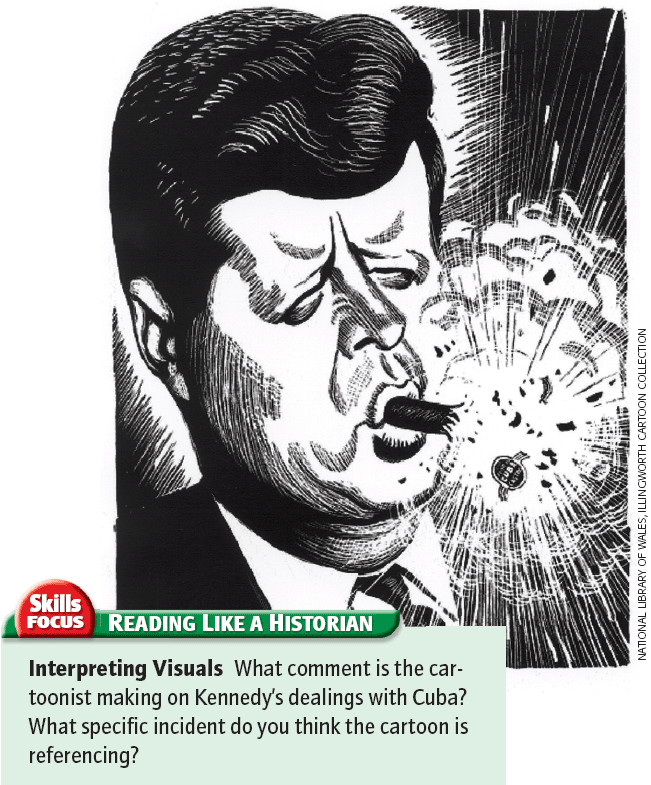 NATIONAL LIBRARY OF WALES, ILLINGWORTH CARTOON COLLECTION
Skills
FOCUS
READING LIKE A HISTORIAN
Interpreting Visuals What comment is the car-
toonist making on Kennedy's dealings with Cuba?
What specific incident do you think the cartoon is
referencing?